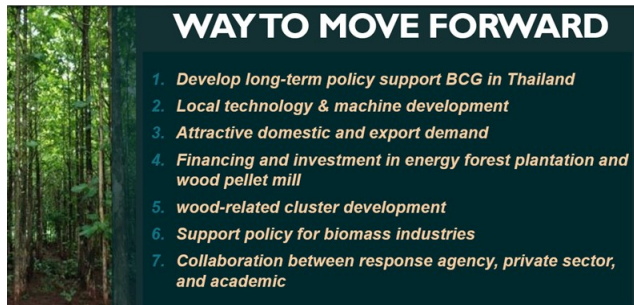 WAY TO MOVE FORWARD
1. Develop long-term policy support BCG in Thailand
2. Local technology & machine development
3. Attractive domestic and export demand
4. Financing and investment in energy forest plantation and
wood pellet mill
5. wood-related cluster development
6. Support policy for biomass industries
7. Collaboration between response agency, private sector,
and academic